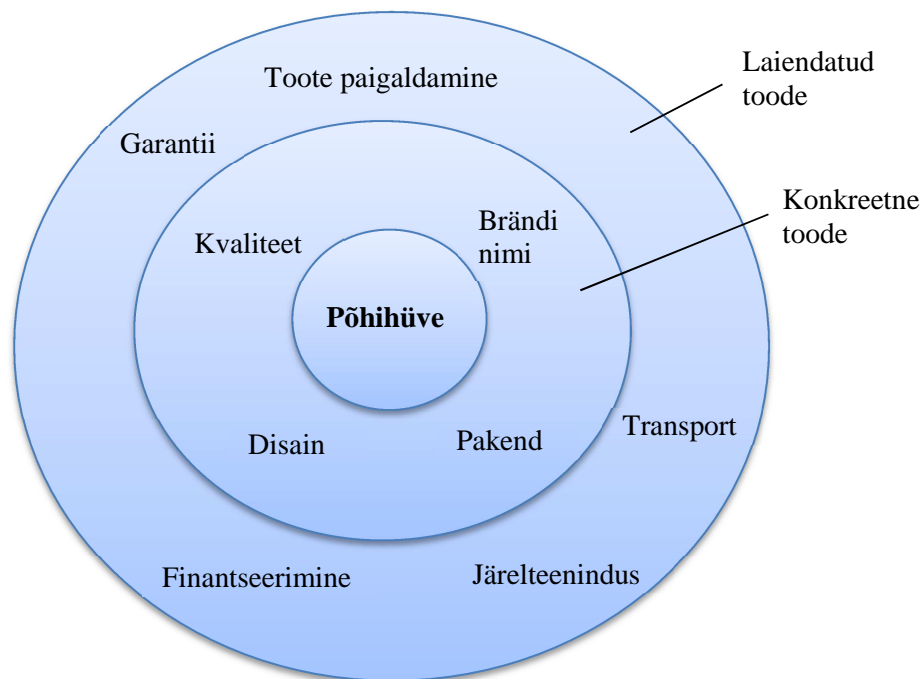 Toote paigaldamine
Laiendatud
toode
Garantii
Konkreetne
toode
Brändi
nimi
Kvaliteet
Põhihüve
Disain
Pakend
Transport
Finantseerimine
Järelteenindus